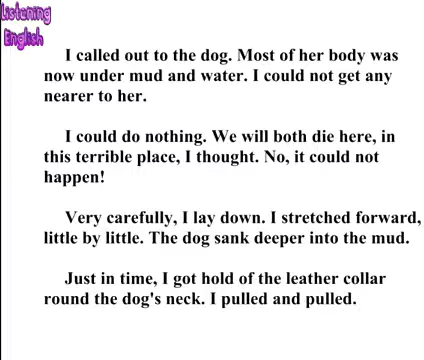 Listening
English
I called out to the dog. Most of her body was
now under mud and water. I could not get any
nearer to her.
I could do nothing. We will both die here, in
this terrible place, I thought. No, it could not
happen!
Very carefully, I lay down. I stretched forward,
little by little. The dog sank deeper into the mud.
Just in time, I got hold of the leather collar
round the dog's neck. I pulled and pulled.